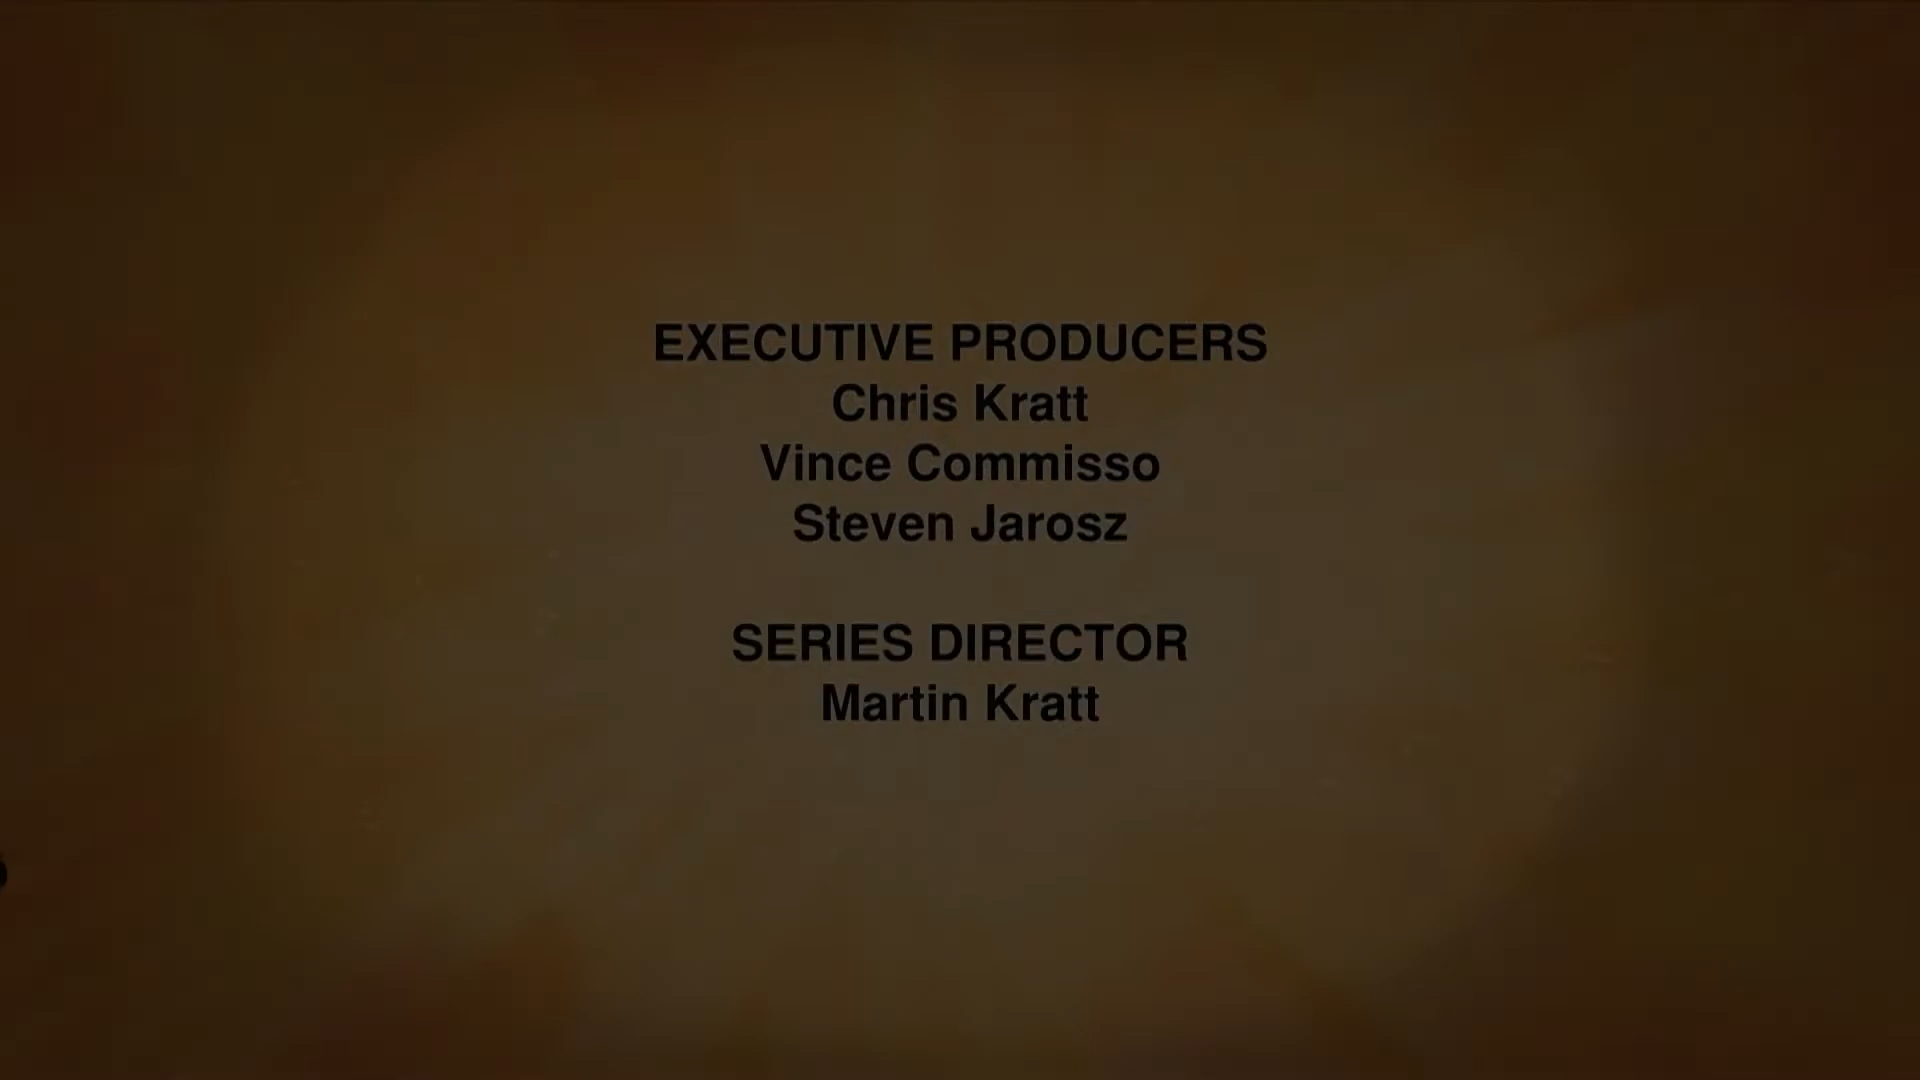 EXECUTIVE PRODUCERS
Chris Kratt
Vince Commisso
Steven Jarosz
SERIES DIRECTOR
Martin Kratt